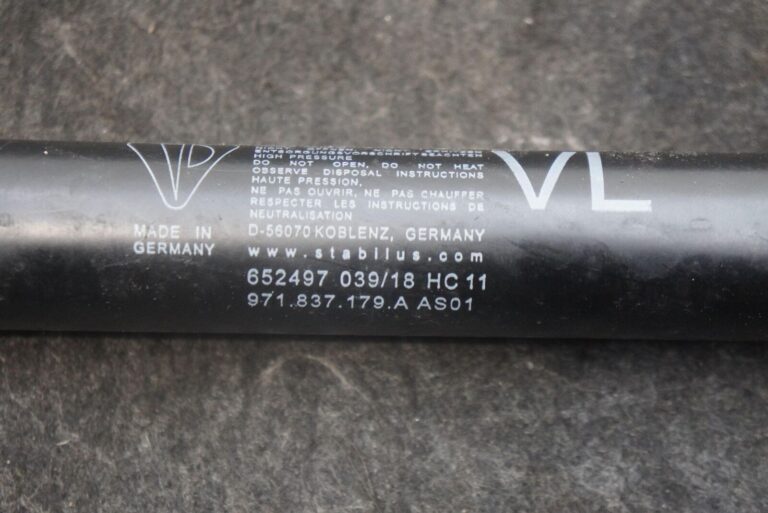 ENTSORGUNGSVORSCHRIFT BEACHTEN
HIGH PRESSURE
DO NOT OPEN, DO NOT HEAT
OBSERVE DISPOSAL INSTRUCTIONS
HAUTE PRESSION,
NE PAS OUVRIR, NE PAS CHAUFFER
RESPECTER LES INSTRUCTIONS DE
NEUTRALISATION
D-56070 KOBLENZ, GERMANY
www.stabilus.com
652497 039/18 HC 11
971.837.179.A AS01
MADE IN
GERMANY
VL